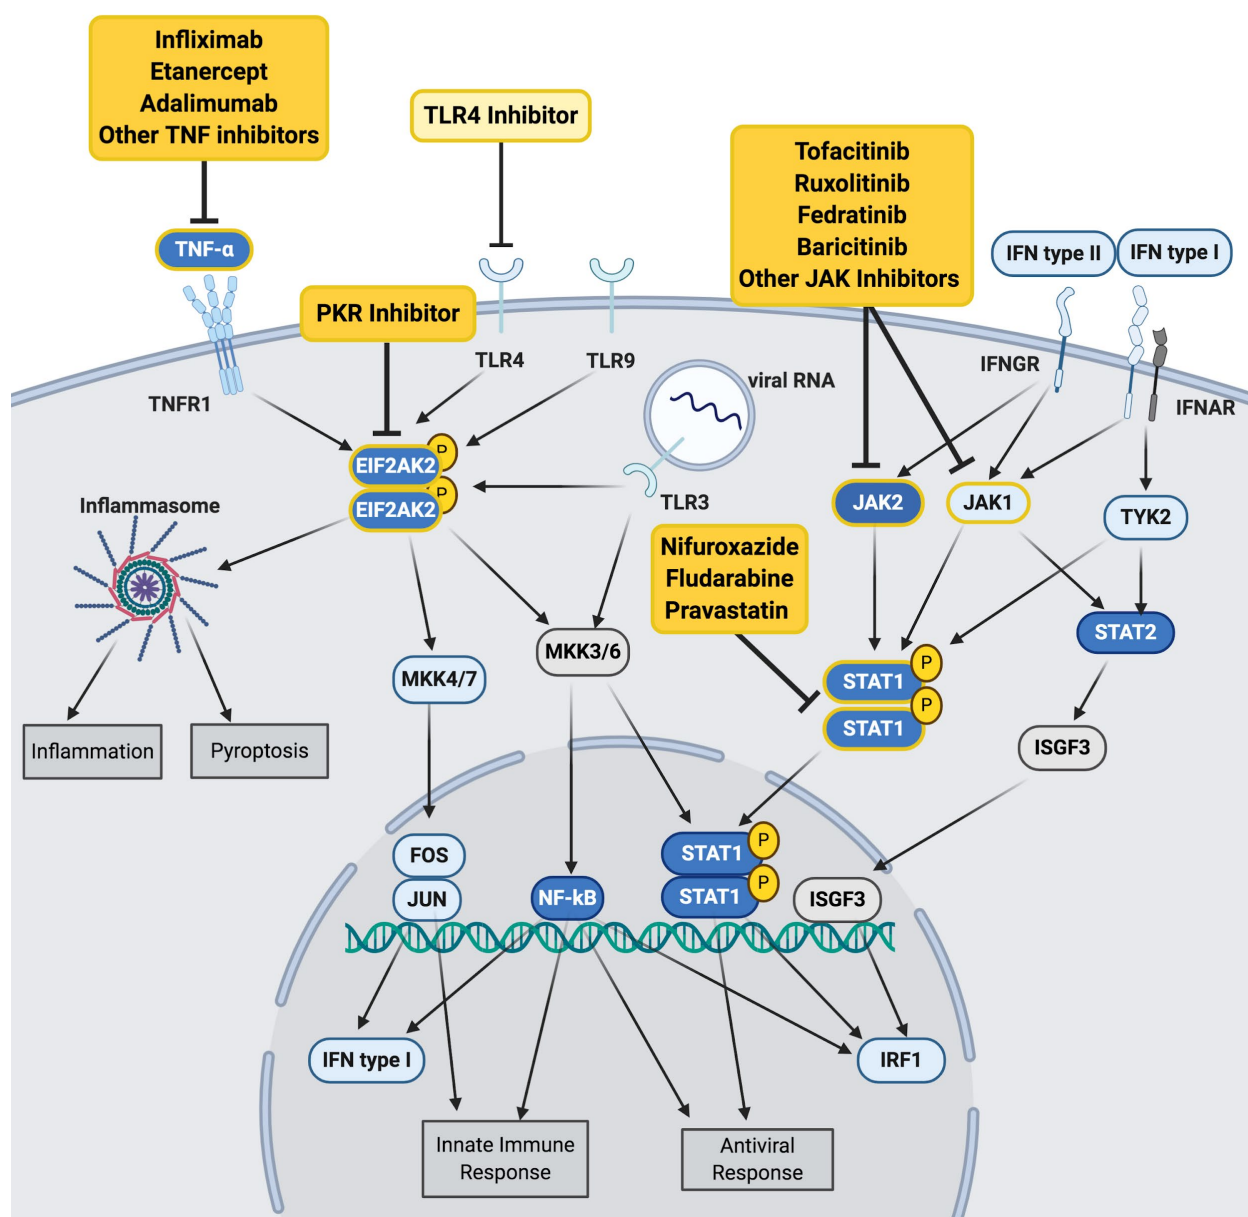 Infliximab
Etanercept
Adalimumab
Other TNF inhibitors
TLR4 Inhibitor
Tofacitinib
Ruxolitinib
Fedratinib
Baricitinib
Other JAK Inhibitors
TNF-α
IFN type II
IFN type I
PKR Inhibitor
TLR4
TLR9
viral RNA
IFNGR
IFNAR
TNFR1
EIF2AK2
P
EIF2AK2
P
TLR3
JAK2
JAK1
TYK2
Inflammasome
Nifuroxazide
Fludarabine
Pravastatin
MKK3/6
MKK4/7
STAT2
STAT1
P
STAT1
P
Inflammation
Pyroptosis
ISGF3
FOS
JUN
NF-kB
STAT1
P
STAT1
P
ISGF3
IFN type I
IRF1
Innate Immune
Response
Antiviral
Response